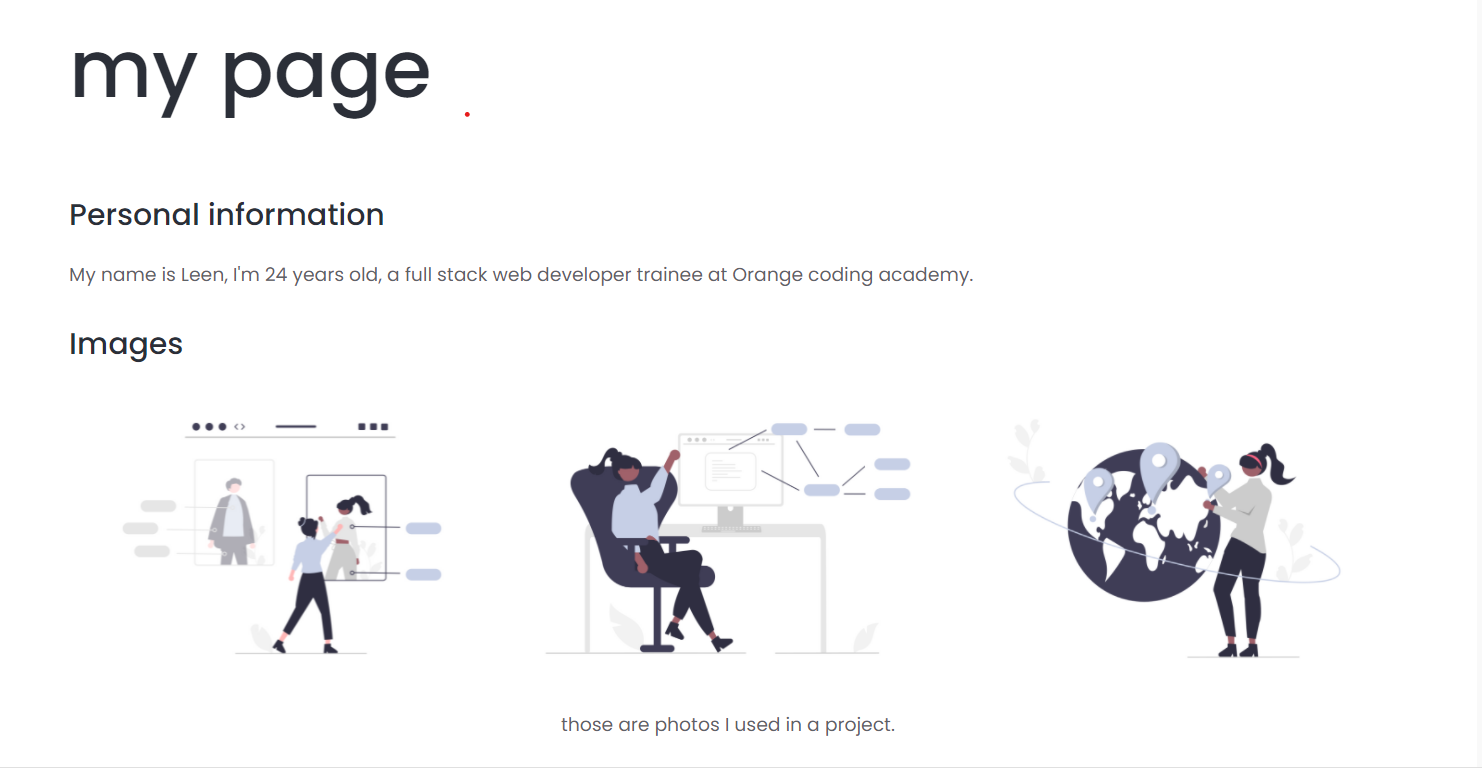 my page
Personal information
My name is Leen, I'm 24 years old, a full stack web developer trainee at Orange coding academy.
Images
those are photos I used in a project.